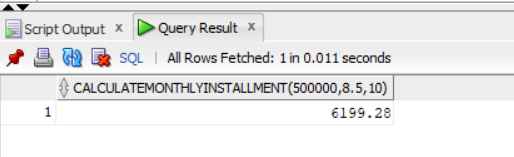 Script Output x Query Result x
SQL | All Rows Fetched: 1 in 0.011 seconds
CALCULATEMONTHLYINSTALLMENT(500000,8.5,10)
1 6199.28